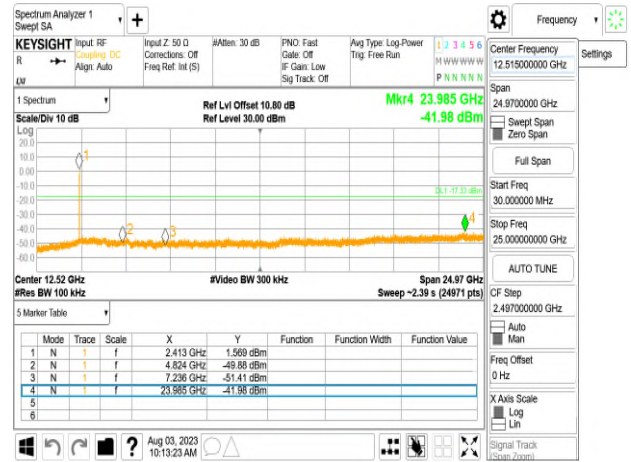 Spectrum Analyzer 1
Swept SA
+
Frequency
KEYSIGHT
R
Input: RF
Coupling: DC
Align: Auto
Input Z: 50 Ω
Corrections: Off
Freq Ref: Int (S)
#Atten: 30 dB
PNO: Fast
Gate: Off
IF Gain: Low
Sig Track: Off
Avg Type: Log-Power
Trig: Free Run
1 2 3 4 5 6
M W W W W W
P N N N N N
1 Spectrum
Scale/Div 10 dB
Ref Lvl Offset 10.80 dB
Ref Level 30.00 dBm
Mkr4 23.985 GHz
-41.98 dBm
Log
20.0
10.0
0.00
-10.0
-20.0
-30.0
-40.0
-50.0
-60.0
1
2
3
4
DL1 -17.33 dBm
Center 12.52 GHz
#Video BW 300 kHz
Span 24.97 GHz
#Res BW 100 kHz
Sweep ~2.39 s (24971 pts)
5 Marker Table
Mode Trace Scale X Y Function Function Width Function Value
1 N 1 f 2.413 GHz 1.569 dBm
2 N 1 f 4.824 GHz -49.88 dBm
3 N 1 f 7.236 GHz -51.41 dBm
4 N 1 f 23.985 GHz -41.98 dBm
5
6
?
Aug 03, 2023
10:13:23 AM
Center Frequency
12.515000000 GHz
Settings
Span
24.9700000 GHz
Swept Span
Zero Span
Full Span
Start Freq
30.000000 MHz
Stop Freq
25.000000000 GHz
AUTO TUNE
CF Step
2.497000000 GHz
Auto
Man
Freq Offset
0 Hz
X Axis Scale
Log
Lin
Signal Track
(Span Zoom)